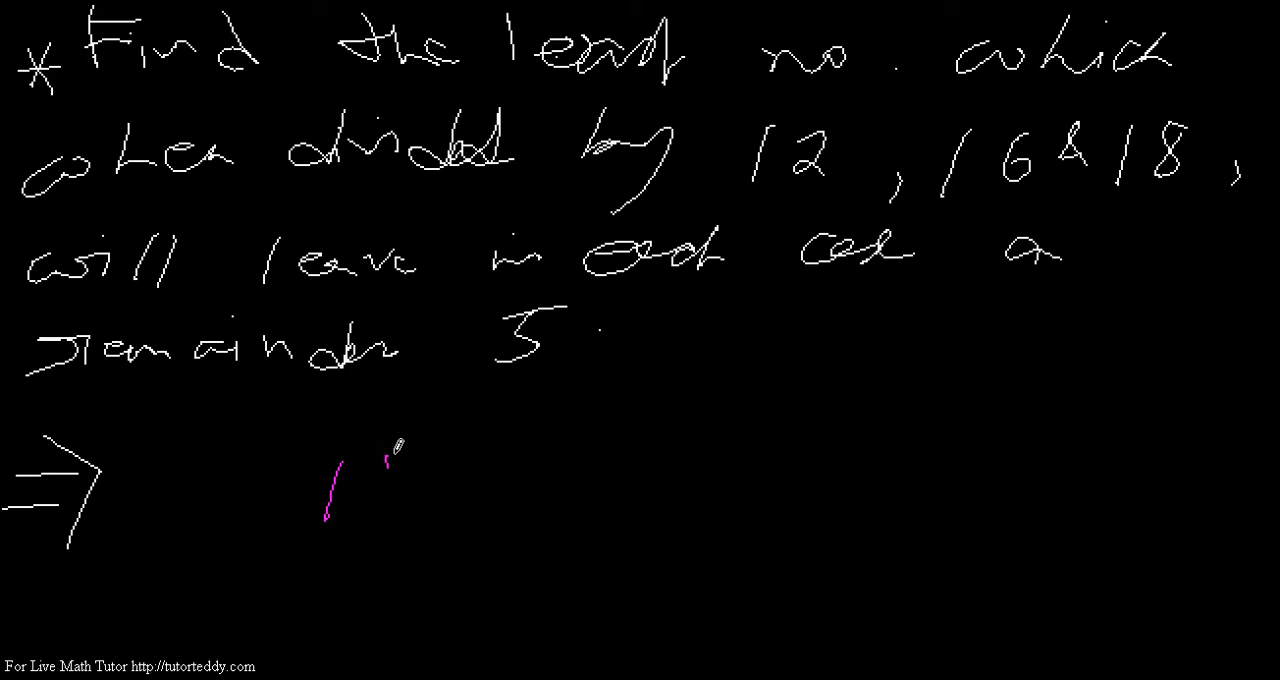 * Find the least no. which
when divided by 12, 16 & 18,
will leave in each case a
remainder 5.
⇒ 1
For Live Math Tutor http://tutorteddy.com